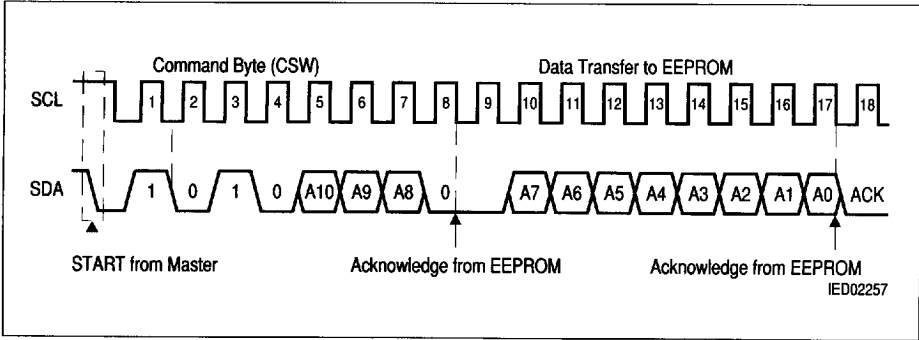 Command Byte (CSW) Data Transfer to EEPROM
SCL 1 2 3 4 5 6 7 8 9 10 11 12 13 14 15 16 17 18
SDA 1 0 1 0 A10 A9 A8 0 A7 A6 A5 A4 A3 A2 A1 A0 ACK
START from Master Acknowledge from EEPROM Acknowledge from EEPROM
IED02257